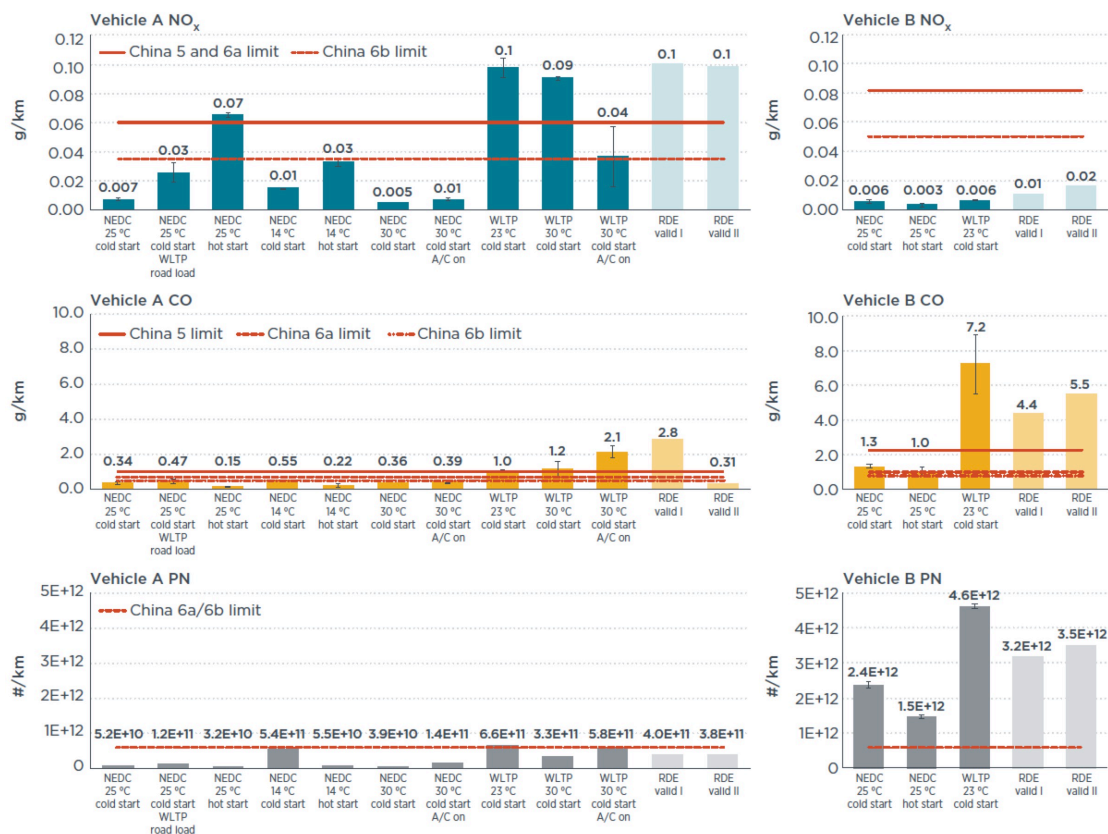 Vehicle A NOx
0.12
0.10
0.08
0.06
0.04
0.02
0.00
g/km
China 5 and 6a limit
China 6b limit
0.007
0.03
0.07
0.01
0.03
0.005
0.01
0.1
0.09
0.04
0.1
0.1
NEDC 25 °C cold start
NEDC 25 °C cold start WLTP road load
NEDC 25 °C hot start
NEDC 14 °C cold start
NEDC 14 °C hot start
NEDC 30 °C cold start
NEDC 30 °C cold start A/C on
WLTP 23 °C cold start
WLTP 30 °C cold start
WLTP 30 °C cold start A/C on
RDE valid I
RDE valid II
Vehicle B NOx
0.12
0.10
0.08
0.06
0.04
0.02
0.00
g/km
0.006
0.003
0.006
0.01
0.02
NEDC 25 °C cold start
NEDC 25 °C hot start
WLTP 23 °C cold start
RDE valid I
RDE valid II
Vehicle A CO
10.0
8.0
6.0
4.0
2.0
0.0
g/km
China 5 limit
China 6a limit
China 6b limit
0.34
0.47
0.15
0.55
0.22
0.36
0.39
1.0
1.2
2.1
2.8
0.31
NEDC 25 °C cold start
NEDC 25 °C cold start WLTP road load
NEDC 25 °C hot start
NEDC 14 °C cold start
NEDC 14 °C hot start
NEDC 30 °C cold start
NEDC 30 °C cold start A/C on
WLTP 23 °C cold start
WLTP 30 °C cold start
WLTP 30 °C cold start A/C on
RDE valid I
RDE valid II
Vehicle B CO
10.0
8.0
6.0
4.0
2.0
0.0
g/km
1.3
1.0
7.2
4.4
5.5
NEDC 25 °C cold start
NEDC 25 °C hot start
WLTP 23 °C cold start
RDE valid I
RDE valid II
Vehicle A PN
5E+12
4E+12
3E+12
2E+12
1E+12
0
#/km
China 6a/6b limit
5.2E+10
1.2E+11
3.2E+10
5.4E+11
5.5E+10
3.9E+10
1.4E+11
6.6E+11
3.3E+11
5.8E+11
4.0E+11
3.8E+11
NEDC 25 °C cold start
NEDC 25 °C cold start WLTP road load
NEDC 25 °C hot start
NEDC 14 °C cold start
NEDC 14 °C hot start
NEDC 30 °C cold start
NEDC 30 °C cold start A/C on
WLTP 23 °C cold start
WLTP 30 °C cold start
WLTP 30 °C cold start A/C on
RDE valid I
RDE valid II
Vehicle B PN
5E+12
4E+12
3E+12
2E+12
1E+12
0
#/km
2.4E+12
1.5E+12
4.6E+12
3.2E+12
3.5E+12
NEDC 25 °C cold start
NEDC 25 °C hot start
WLTP 23 °C cold start
RDE valid I
RDE valid II